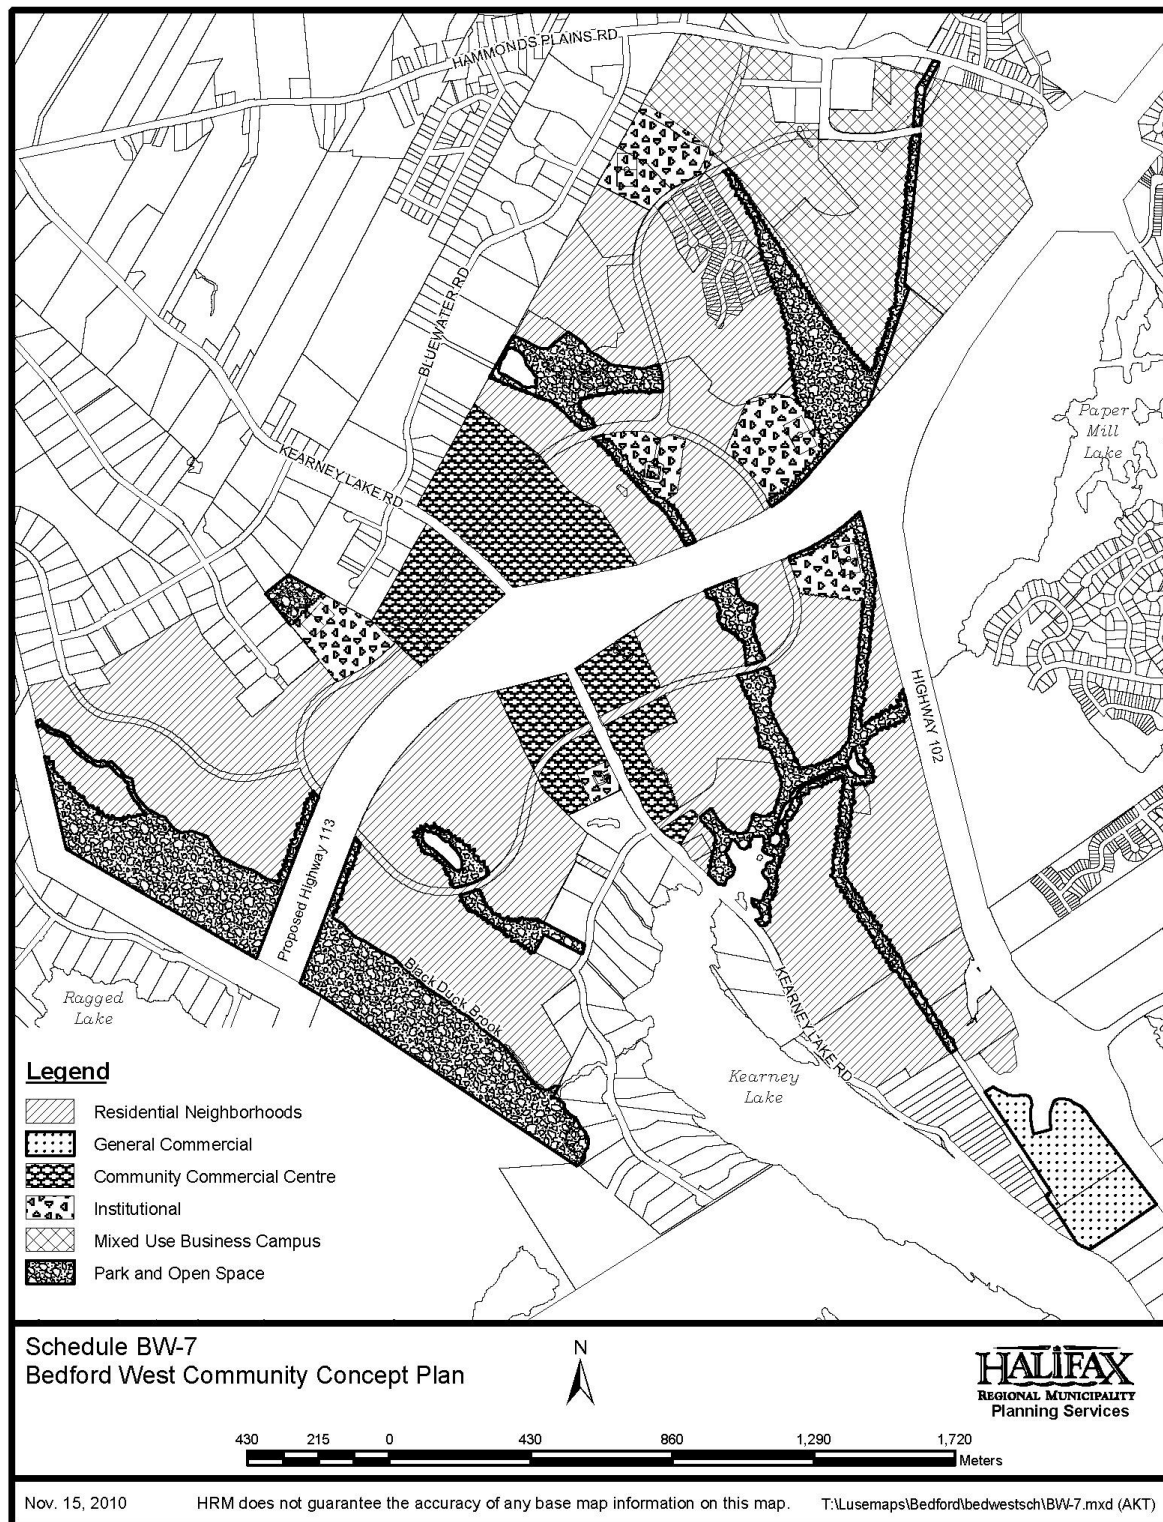 HAMMONDS PLAINS RD
BLUEWATER RD
KEARNEY LAKE RD
Paper
Mill
Lake
HIGHWAY 102
Proposed Highway 113
Black Duck Brook
Ragged
Lake
KEARNEY LAKE RD
Kearney
Lake
Legend
Residential Neighborhoods
General Commercial
Community Commercial Centre
Institutional
Mixed Use Business Campus
Park and Open Space
Schedule BW-7
Bedford West Community Concept Plan
N
HALIFAX
REGIONAL MUNICIPALITY
Planning Services
430 215 0 430 860 1,290 1,720
Meters
Nov. 15, 2010 HRM does not guarantee the accuracy of any base map information on this map. T:\Lusemaps\Bedford\bedwestsch\BW-7.mxd (AKT)